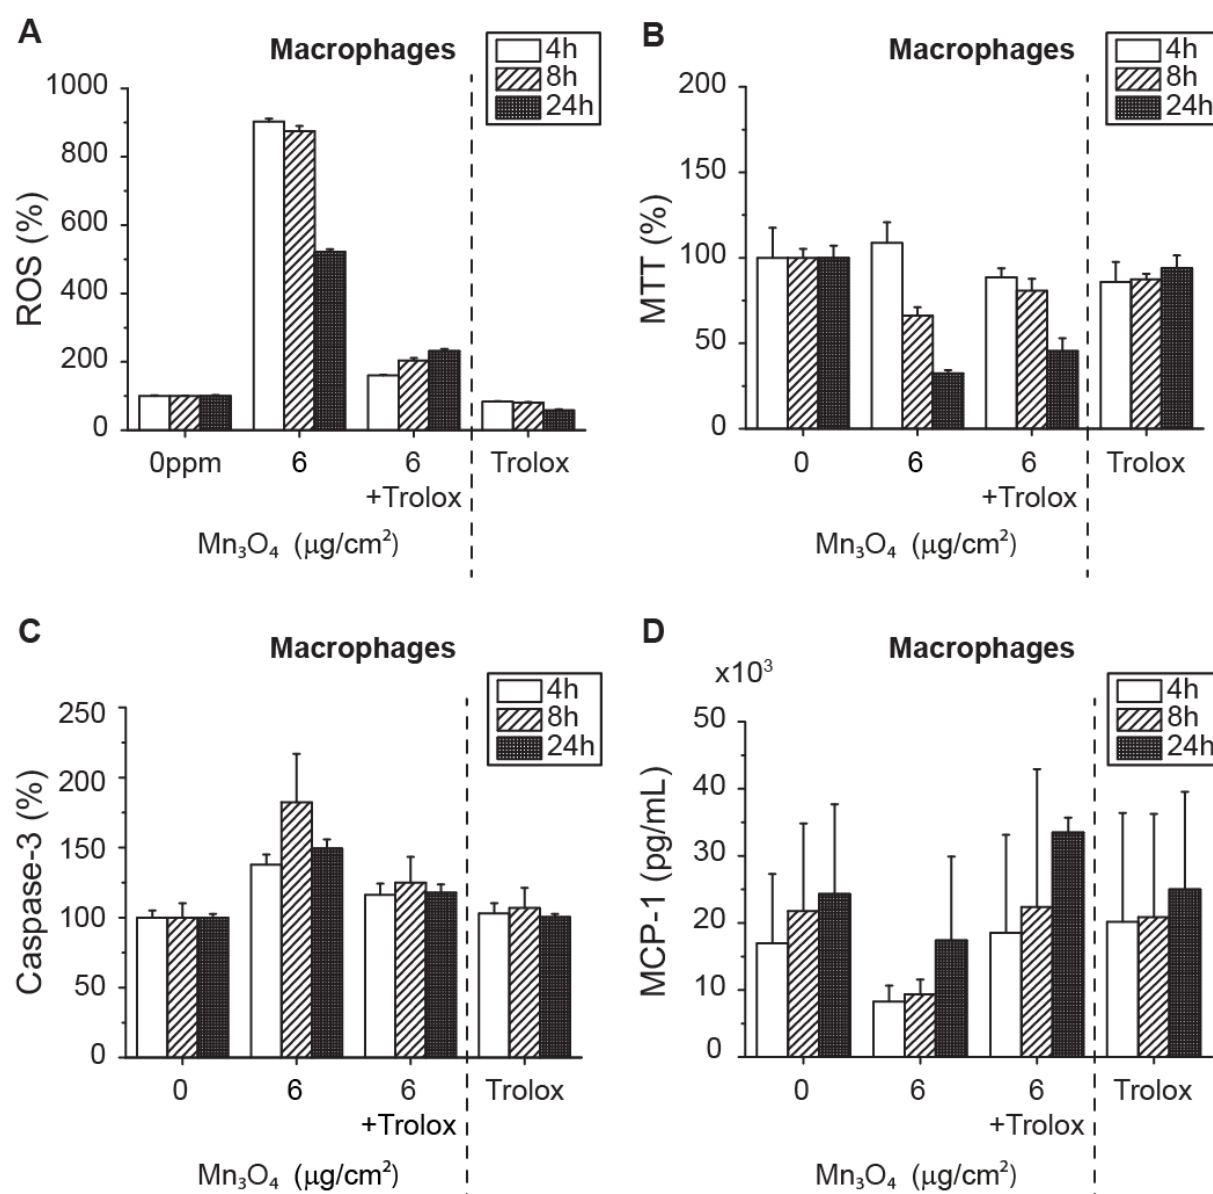 A
Macrophages
4h
8h
24h
ROS (%)
1000
800
600
400
200
0
0ppm 6 6 Trolox
+Trolox
Mn₃O₄ (μg/cm²)
B
Macrophages
4h
8h
24h
MTT (%)
200
150
100
50
0
0 6 6 Trolox
+Trolox
Mn₃O₄ (μg/cm²)
C
Macrophages
4h
8h
24h
Caspase-3 (%)
250
200
150
100
50
0
0 6 6 Trolox
+Trolox
Mn₃O₄ (μg/cm²)
D
Macrophages
x10³
4h
8h
24h
MCP-1 (pg/mL)
50
40
30
20
10
0
0 6 6 Trolox
+Trolox
Mn₃O₄ (μg/cm²)